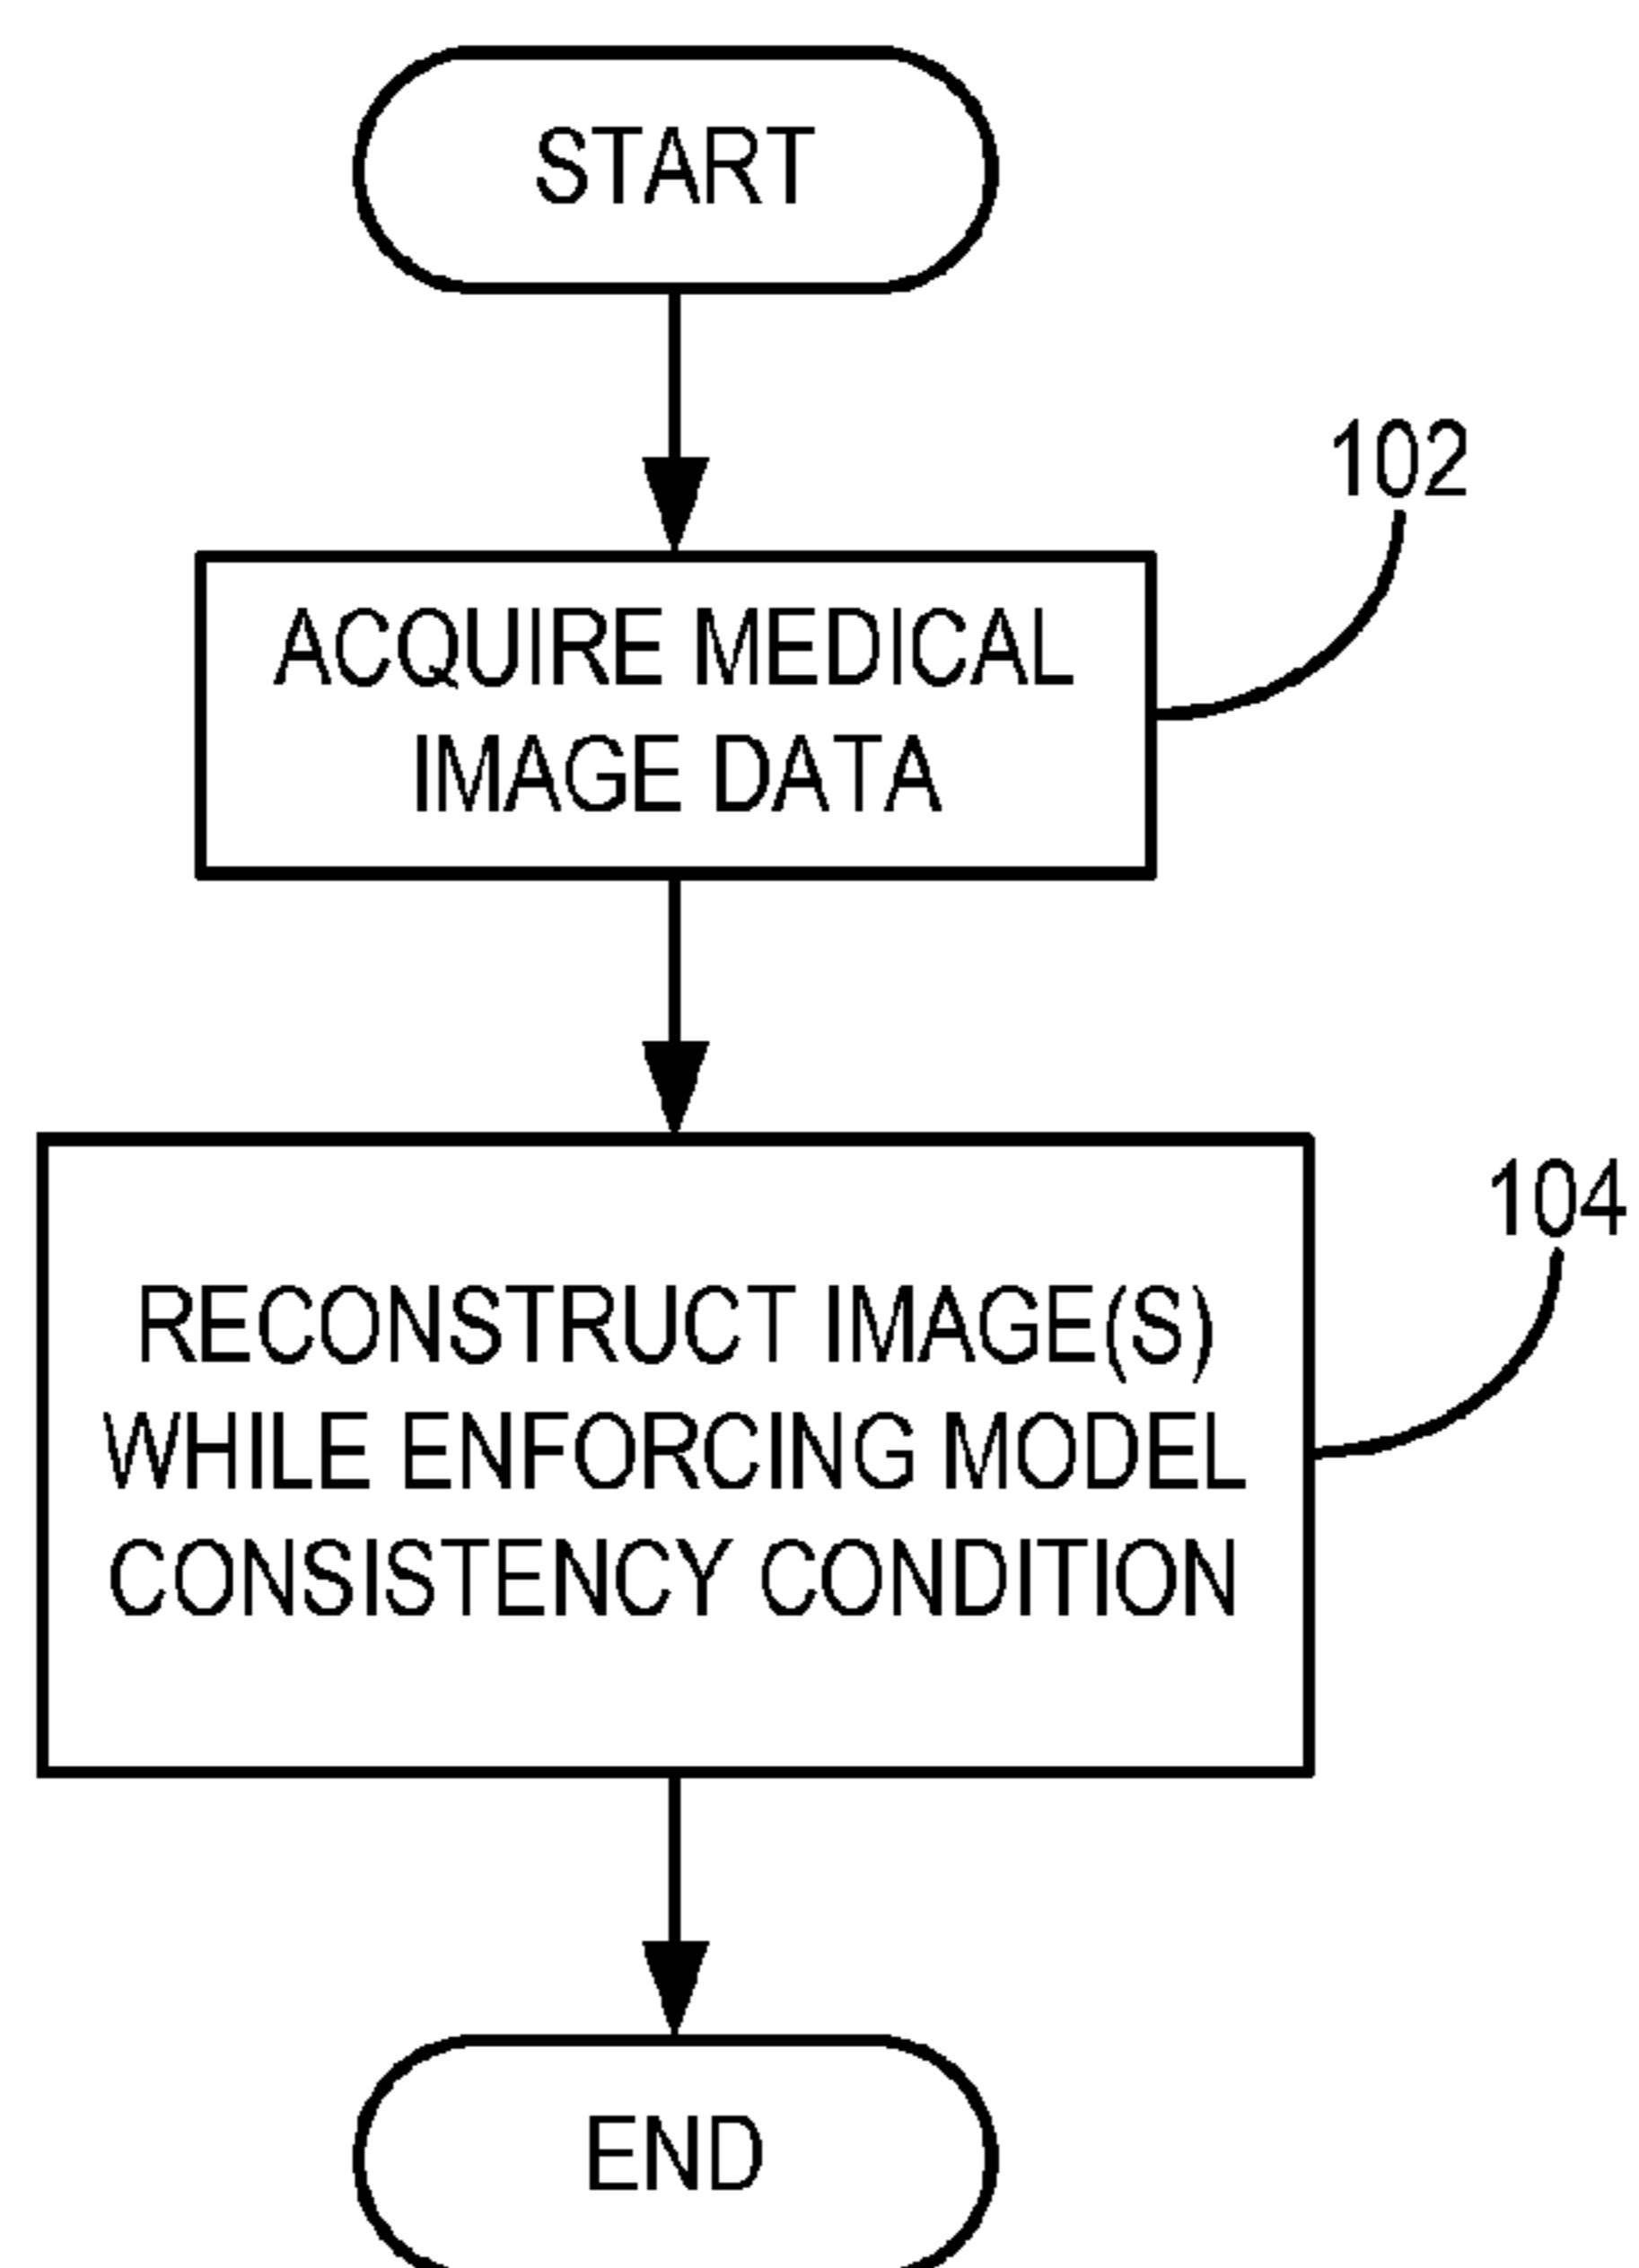 START
102
ACQUIRE MEDICAL
IMAGE DATA
104
RECONSTRUCT IMAGE(S)
WHILE ENFORCING MODEL
CONSISTENCY CONDITION
END